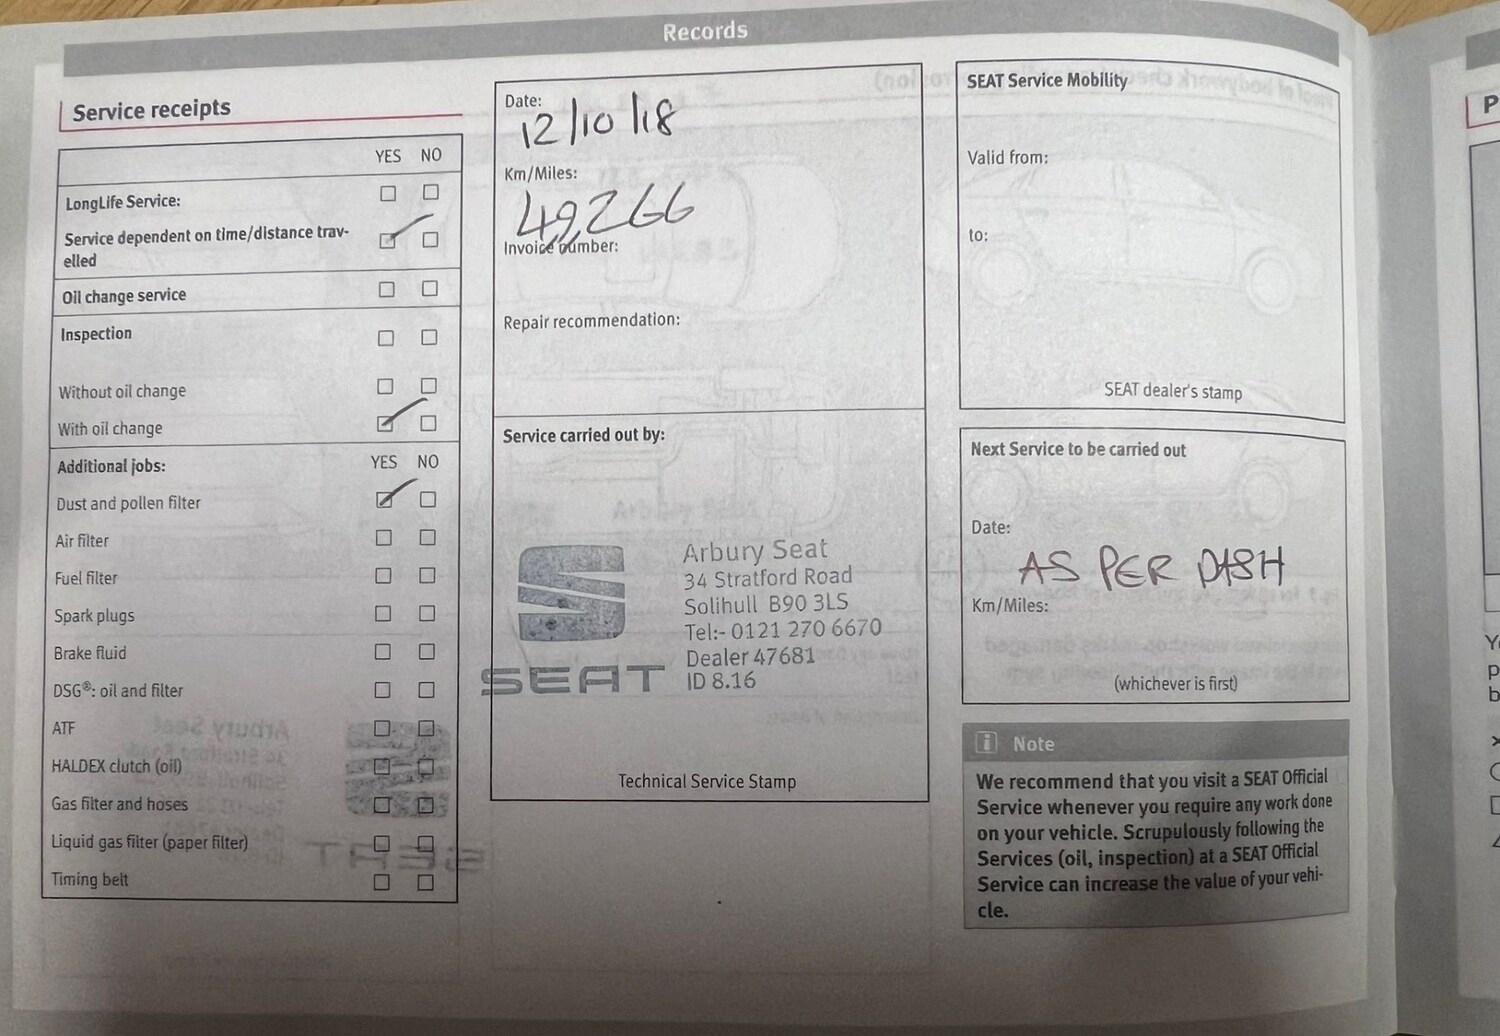 Records
Service receipts
YES NO
LongLife Service:
Service dependent on time/distance trav-
elled
Oil change service
Inspection
Without oil change
With oil change
Additional jobs: YES NO
Dust and pollen filter
Air filter
Fuel filter
Spark plugs
Brake fluid
DSG®: oil and filter
ATF
HALDEX clutch (oil)
Gas filter and hoses
Liquid gas filter (paper filter)
Timing belt
Date:
12/10/18
Km/Miles:
49,266
Invoice number:
Repair recommendation:
Service carried out by:
SEAT
Arbury Seat
34 Stratford Road
Solihull B90 3LS
Tel:- 0121 270 6670
Dealer 47681
ID 8.16
Technical Service Stamp
SEAT Service Mobility
Valid from:
to:
SEAT dealer's stamp
Next Service to be carried out
Date:
AS PER DASH
Km/Miles:
(whichever is first)
i Note
We recommend that you visit a SEAT Official
Service whenever you require any work done
on your vehicle. Scrupulously following the
Services (oil, inspection) at a SEAT Official
Service can increase the value of your vehi-
cle.